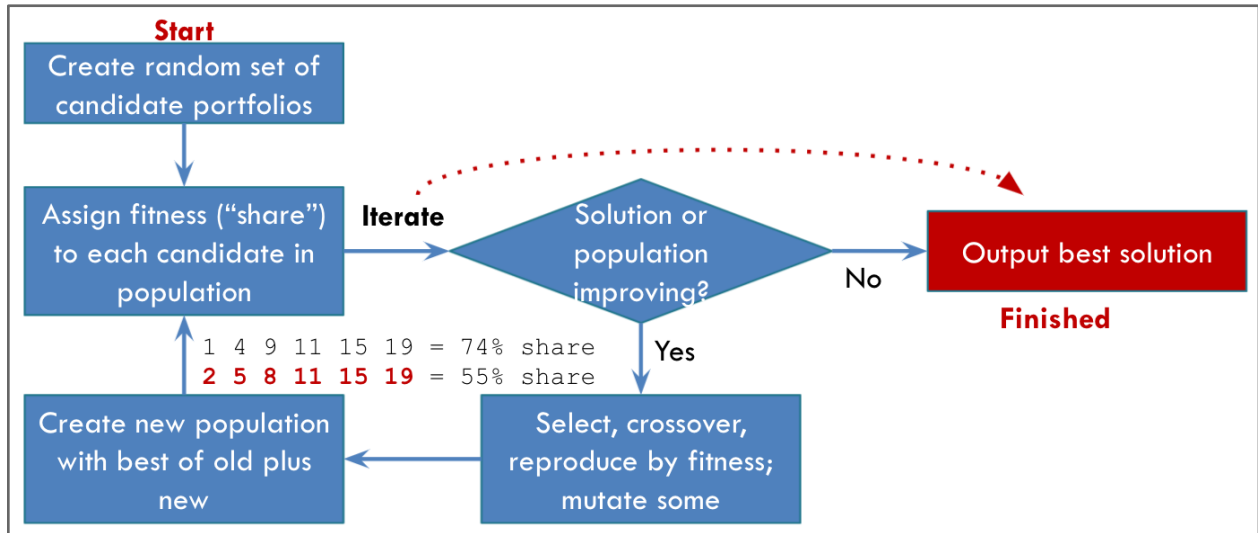 Start
Create random set of
candidate portfolios
Assign fitness (“share”)
to each candidate in
population
Iterate
Solution or
population
improving?
No
Output best solution
Finished
Yes
1 4 9 11 15 19 = 74% share
2 5 8 11 15 19 = 55% share
Create new population
with best of old plus
new
Select, crossover,
reproduce by fitness;
mutate some